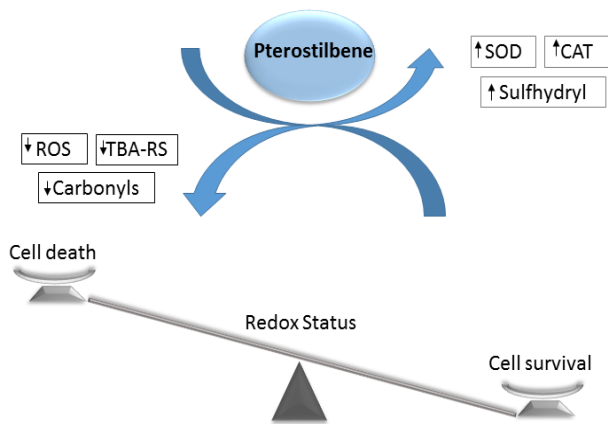 Pterostilbene
↑SOD
↑CAT
↑Sulfhydryl
↓ROS
↓TBA-RS
↓Carbonyls
Cell death
Redox Status
Cell survival